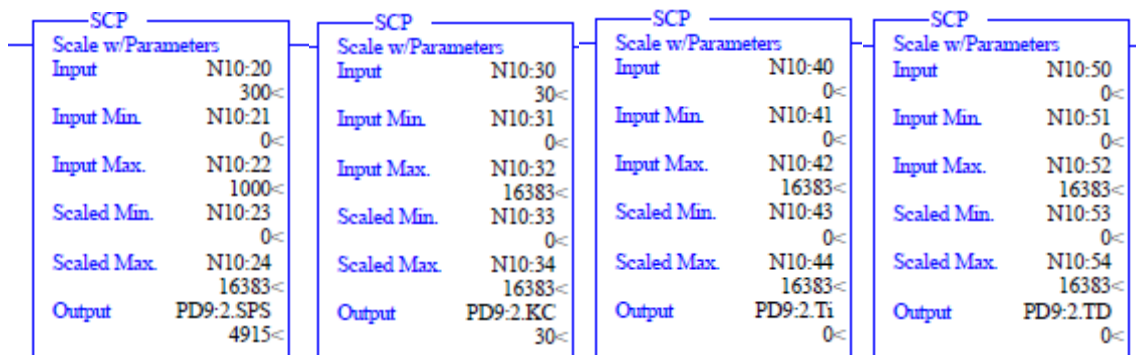 SCP
Scale w/Parameters
Input N10:20
300<
Input Min. N10:21
0<
Input Max. N10:22
1000<
Scaled Min. N10:23
0<
Scaled Max. N10:24
16383<
Output PD9:2.SPS
4915<
SCP
Scale w/Parameters
Input N10:30
30<
Input Min. N10:31
0<
Input Max. N10:32
16383<
Scaled Min. N10:33
0<
Scaled Max. N10:34
16383<
Output PD9:2.KC
30<
SCP
Scale w/Parameters
Input N10:40
0<
Input Min. N10:41
0<
Input Max. N10:42
16383<
Scaled Min. N10:43
0<
Scaled Max. N10:44
16383<
Output PD9:2.Ti
0<
SCP
Scale w/Parameters
Input N10:50
0<
Input Min. N10:51
0<
Input Max. N10:52
16383<
Scaled Min. N10:53
0<
Scaled Max. N10:54
16383<
Output PD9:2.TD
0<